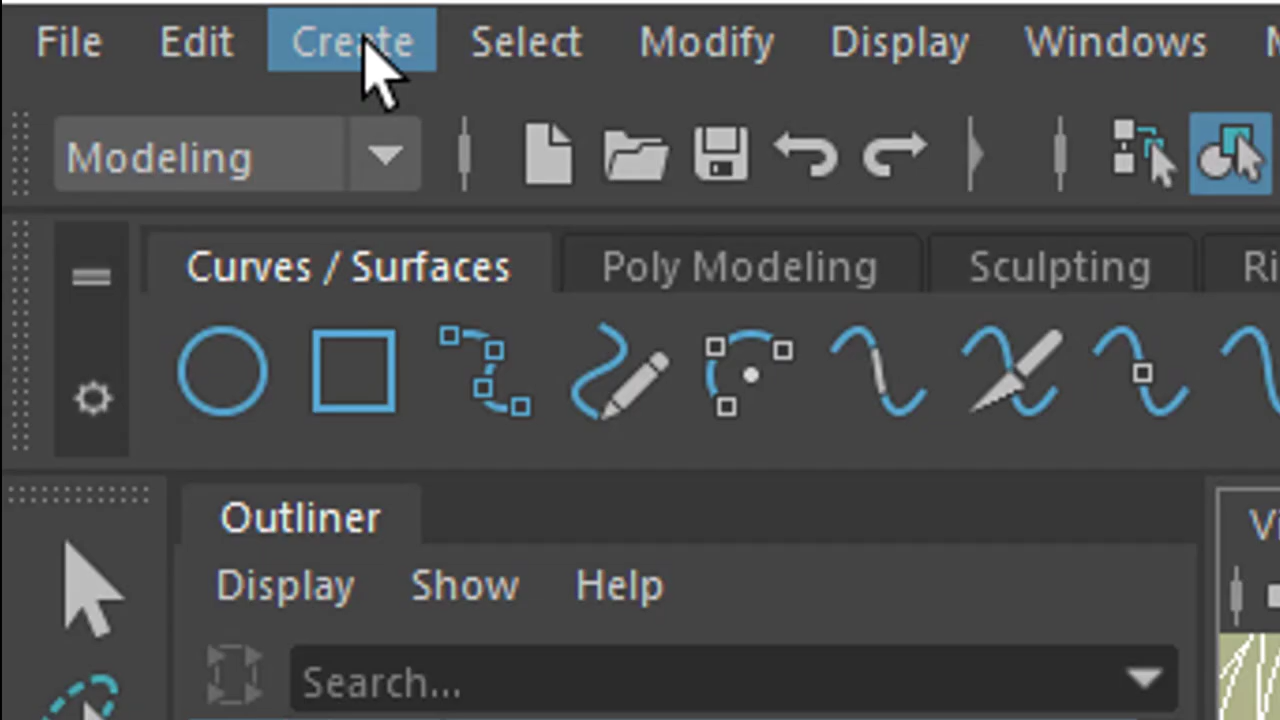 File Edit Create Select Modify Display Windows
Modeling
Curves / Surfaces Poly Modeling Sculpting
Outliner
Display Show Help
Search...